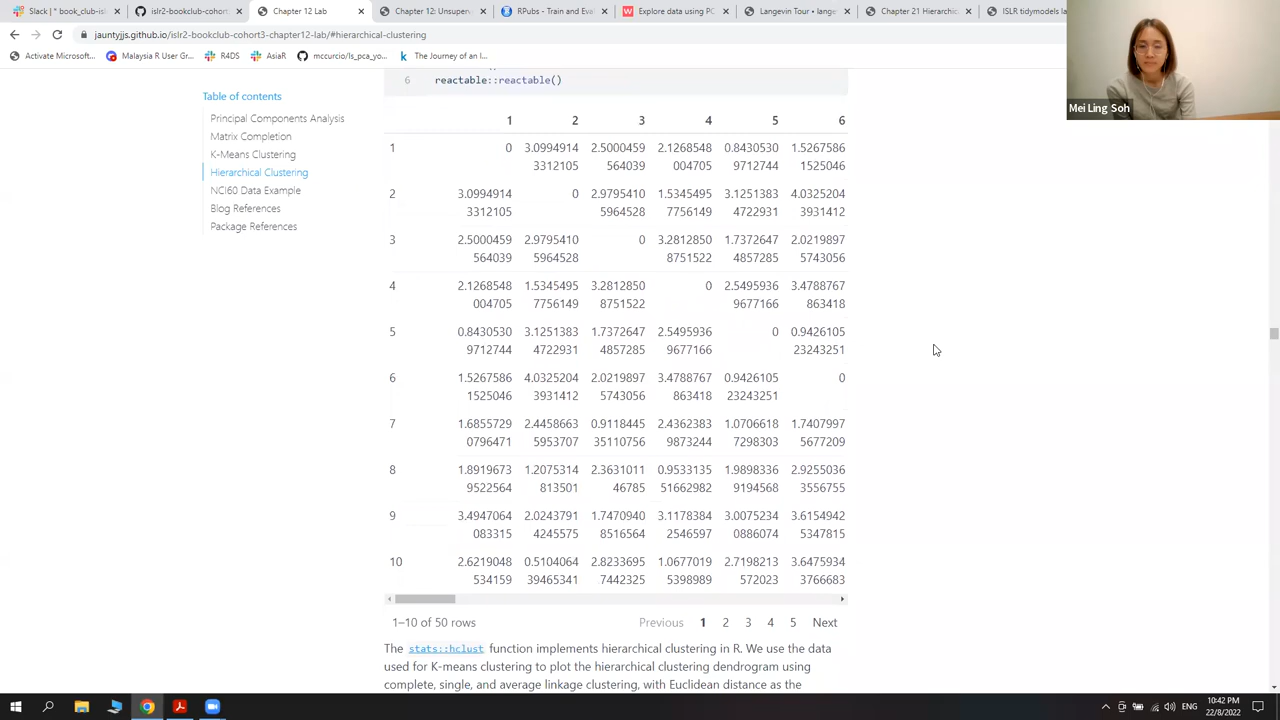 Slack
islr2-bookclub-cohort3-
Chapter 12 Lab
Chapter 12: Unsuperv
RPubs - Train and Eval
Explore data using PC
Langevin Tour • lange
Chapter 21 Hierarchic
ISLR tidymodels la
jauntyjjs.github.io/islr2-bookclub-cohort3-chapter12-lab/#hierarchical-clustering
Activate Microsoft...
Malaysia R User Gr...
R4DS
AsiaR
mccurcio/Is_pca_yo...
The Journey of an I...
Mei Ling Soh
Table of contents
Principal Components Analysis
Matrix Completion
K-Means Clustering
Hierarchical Clustering
NCI60 Data Example
Blog References
Package References
6 reactable::reactable()
1 2 3 4 5 6
1 0 3.0994914 2.5000459 2.1268548 0.8430530 1.5267586
3312105 564039 004705 9712744 1525046
2 3.0994914 0 2.9795410 1.5345495 3.1251383 4.0325204
3312105 5964528 7756149 4722931 3931412
3 2.5000459 2.9795410 0 3.2812850 1.7372647 2.0219897
564039 5964528 8751522 4857285 5743056
4 2.1268548 1.5345495 3.2812850 0 2.5495936 3.4788767
004705 7756149 8751522 9677166 863418
5 0.8430530 3.1251383 1.7372647 2.5495936 0 0.9426105
9712744 4722931 4857285 9677166 23243251
6 1.5267586 4.0325204 2.0219897 3.4788767 0.9426105 0
1525046 3931412 5743056 863418 23243251
7 1.6855729 2.4458663 0.9118445 2.4362383 1.0706618 1.7407997
0796471 5953707 35110756 9873244 7298303 5677209
8 1.8919673 1.2075314 2.3631011 0.9533135 1.9898336 2.9255036
9522564 813501 46785 51662982 9194568 3556755
9 3.4947064 2.0243791 1.7470940 3.1178384 3.0075234 3.6154942
083315 4245575 8516564 2546597 0886074 5347815
10 2.6219048 0.5104064 2.8233695 1.0677019 2.7198213 3.6475934
534159 39465341 7442325 5398989 572023 3766683
1–10 of 50 rows Previous 1 2 3 4 5 Next
The stats::hclust function implements hierarchical clustering in R. We use the data
used for K-means clustering to plot the hierarchical clustering dendrogram using
complete, single, and average linkage clustering, with Euclidean distance as the
ENG
10:42 PM
22/8/2022